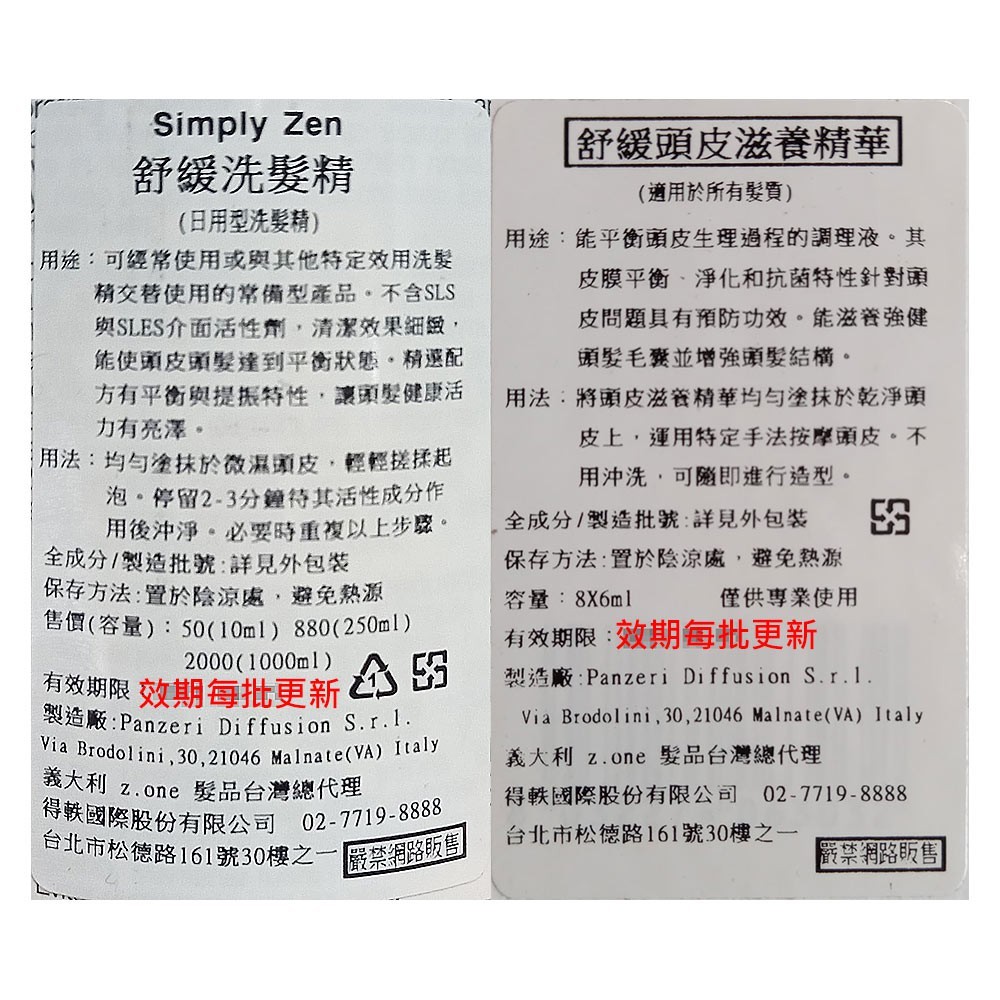 Simply Zen
舒緩洗髮精
(日用型洗髮精)
用途：可經常使用或與其他特定效用洗髮
精交替使用的常備型產品。不含SLS
與SLES介面活性劑，清潔效果細緻，
能使頭皮頭髮達到平衡狀態。精選配
方有平衡與提振特性，讓頭髮健康活
力有亮澤。
用法：均勻塗抹於微濕頭皮，輕輕搓揉起
泡。停留2-3分鐘待其活性成分作
用後沖淨。必要時重複以上步驟。
全成分/製造批號:詳見外包裝
保存方法:置於陰涼處，避免熱源
售價(容量)：50(10ml) 880(250ml)
2000(1000ml)
有效期限 效期每批更新
製造廠:Panzeri Diffusion S.r.l.
Via Brodolini,30,21046 Malnate(VA) Italy
義大利 z.one 髮品台灣總代理
得軼國際股份有限公司 02-7719-8888
台北市松德路161號30樓之一 嚴禁網路販售
舒緩頭皮滋養精華
(適用於所有髮質)
用途：能平衡頭皮生理過程的調理液。其
皮膜平衡、淨化和抗菌特性針對頭
皮問題具有預防功效。能滋養強健
頭髮毛囊並增強頭髮結構。
用法：將頭皮滋養精華均勻塗抹於乾淨頭
皮上，運用特定手法按摩頭皮。不
用沖洗，可隨即進行造型。
全成分/製造批號:詳見外包裝
保存方法:置於陰涼處，避免熱源
容量：8X6ml 僅供專業使用
有效期限：效期每批更新
製造廠:Panzeri Diffusion S.r.l.
Via Brodolini,30,21046 Malnate(VA) Italy
義大利 z.one 髮品台灣總代理
得軼國際股份有限公司 02-7719-8888
台北市松德路161號30樓之一
嚴禁網路販售